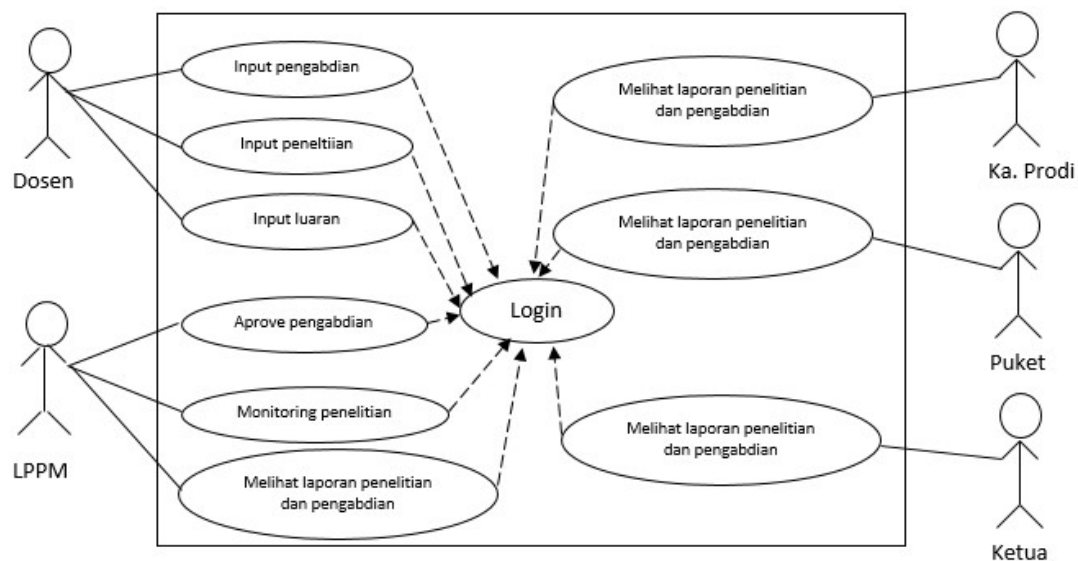 Dosen
Input pengabdian
Input peneltiian
Input luaran
LPPM
Aprove pengabdian
Monitoring penelitian
Melihat laporan penelitian
dan pengabdian
Login
Melihat laporan penelitian
dan pengabdian
Ka. Prodi
Melihat laporan penelitian
dan pengabdian
Puket
Melihat laporan penelitian
dan pengabdian
Ketua